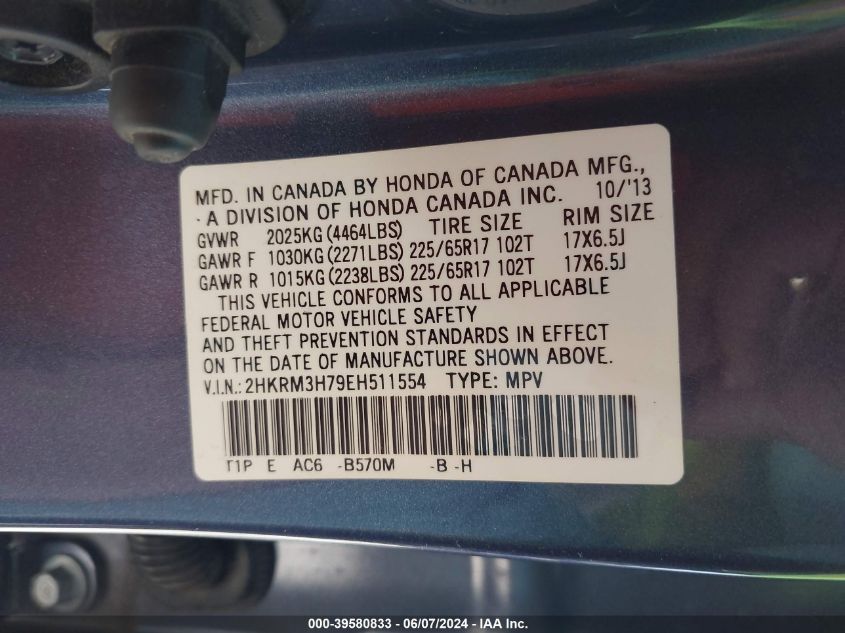 MFD. IN CANADA BY HONDA OF CANADA MFG.,
- A DIVISION OF HONDA CANADA INC. 10/'13
GVWR 2025KG (4464LBS) TIRE SIZE RIM SIZE
GAWR F 1030KG (2271LBS) 225/65R17 102T 17X6.5J
GAWR R 1015KG (2238LBS) 225/65R17 102T 17X6.5J
THIS VEHICLE CONFORMS TO ALL APPLICABLE
FEDERAL MOTOR VEHICLE SAFETY
AND THEFT PREVENTION STANDARDS IN EFFECT
ON THE DATE OF MANUFACTURE SHOWN ABOVE.
V.I.N.: 2HKRM3H79EH511554 TYPE: MPV
T1P E AC6 -B570M -B -H
000-39580833 - 06/07/2024 - IAA Inc.